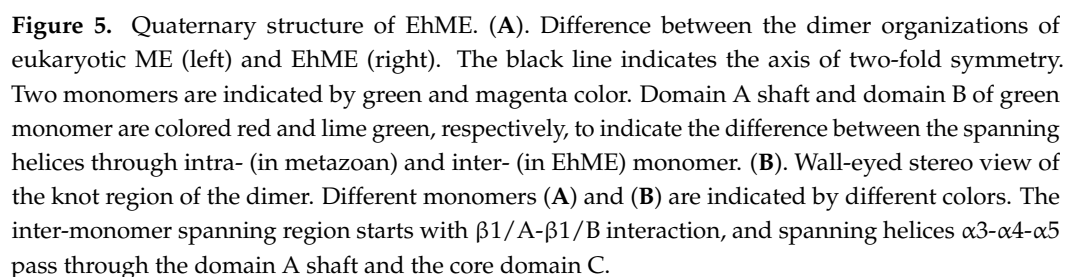 Figure 5. Quaternary structure of EhME. (A). Difference between the dimer organizations of
eukaryotic ME (left) and EhME (right). The black line indicates the axis of two-fold symmetry.
Two monomers are indicated by green and magenta color. Domain A shaft and domain B of green
monomer are colored red and lime green, respectively, to indicate the difference between the spanning
helices through intra- (in metazoan) and inter- (in EhME) monomer. (B). Wall-eyed stereo view of
the knot region of the dimer. Different monomers (A) and (B) are indicated by different colors. The
inter-monomer spanning region starts with β1/A-β1/B interaction, and spanning helices α3-α4-α5
pass through the domain A shaft and the core domain C.